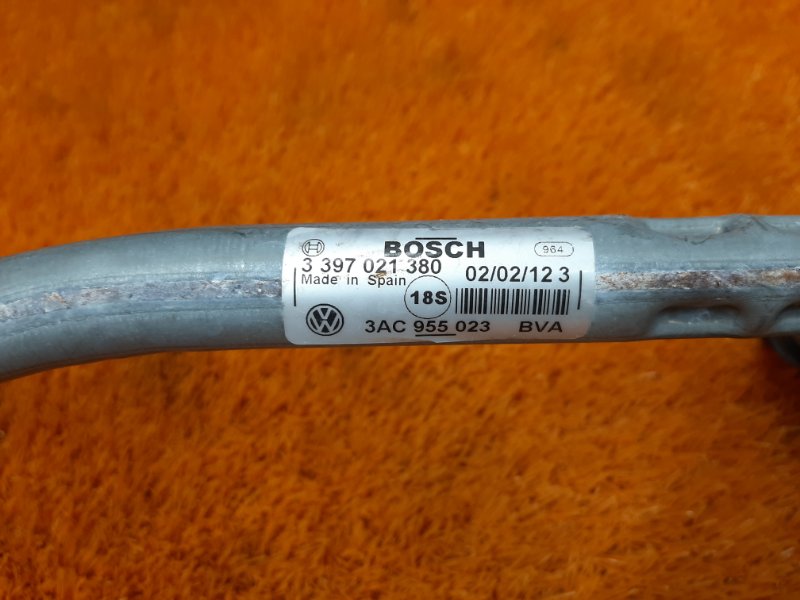 BOSCH 964
3 397 021 380 02/02/12 3
Made in Spain 18S
3AC 955 023 BVA